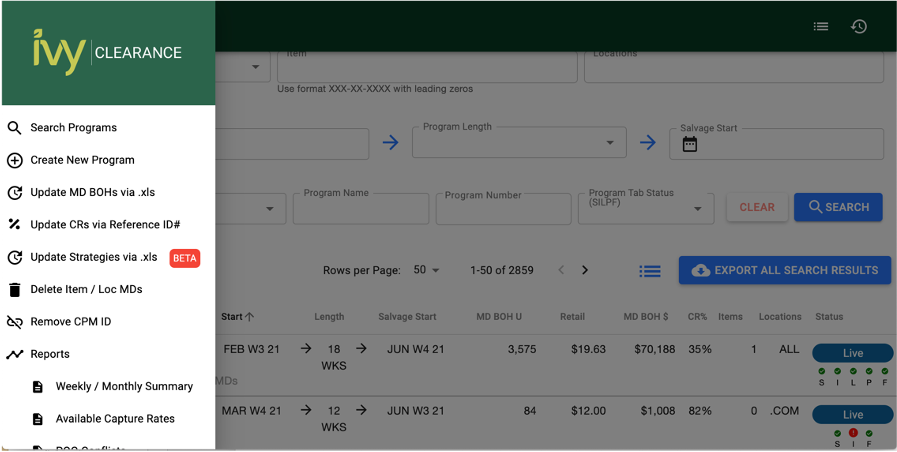 ivy CLEARANCE
Search Programs
Create New Program
Update MD BOHs via .xls
Update CRs via Reference ID#
Update Strategies via .xls BETA
Delete Item / Loc MDs
Remove CPM ID
Reports
Weekly / Monthly Summary
Available Capture Rates
Item Locations
Use format XXX-XX-XXXX with leading zeros
Program Length Salvage Start
Program Name Program Number Program Tab Status
(SILPF)
CLEAR SEARCH
Rows per Page: 50 1-50 of 2859 EXPORT ALL SEARCH RESULTS
Start Length Salvage Start MD BOH U Retail MD BOH $ CR% Items Locations Status
FEB W3 21 18 JUN W4 21 3,575 $19.63 $70,188 35% 1 ALL Live
WKS
MDs S I L P F
MAR W4 21 12 JUN W3 21 84 $12.00 $1,008 82% 0 .COM Live
WKS
S I F